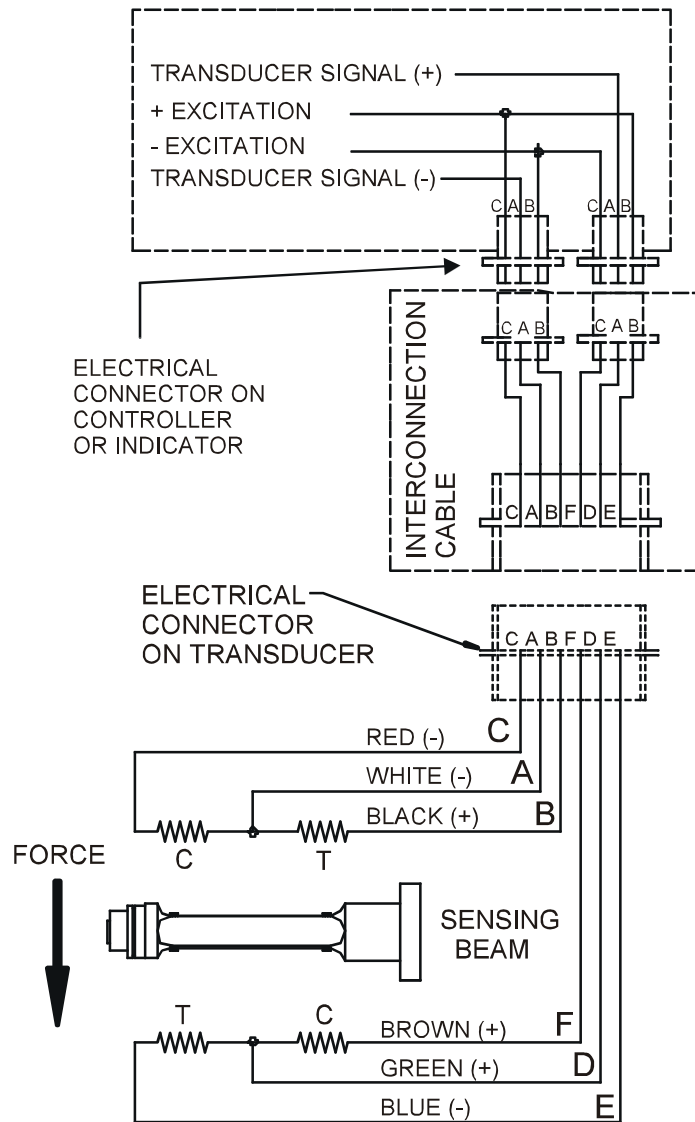 TRANSDUCER SIGNAL (+)
+ EXCITATION
- EXCITATION
TRANSDUCER SIGNAL (-)
C A B
C A B
C A B
C A B
ELECTRICAL
CONNECTOR ON
CONTROLLER
OR INDICATOR
INTERCONNECTION
CABLE
C A B F D E
ELECTRICAL
CONNECTOR
ON TRANSDUCER
C A B F D E
RED (-)
C
WHITE (-)
A
BLACK (+)
B
C
T
FORCE
SENSING
BEAM
T
C
BROWN (+)
F
GREEN (+)
D
BLUE (-)
E